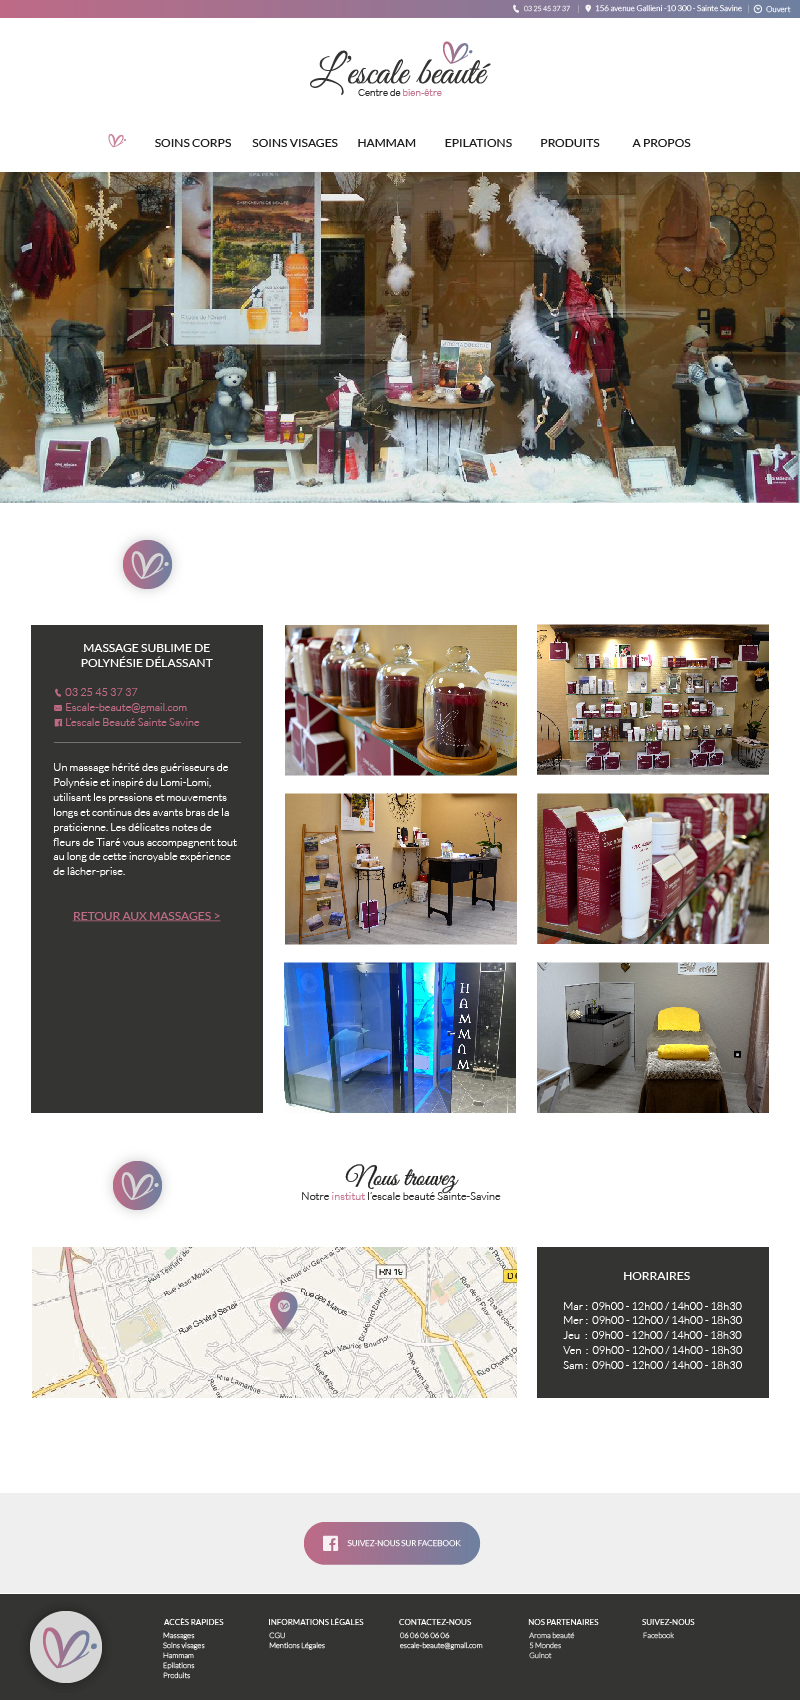 03 25 45 37 37 156 avenue Gallieni -10 300 - Sainte Savine Ouvert
L'escale beauté
Centre de bien-être
SOINS CORPS SOINS VISAGES HAMMAM EPILATIONS PRODUITS A PROPOS
MASSAGE SUBLIME DE
POLYNÉSIE DÉLASSANT
03 25 45 37 37
Escale-beaute@gmail.com
L'escale Beauté Sainte Savine
Un massage hérité des guérisseurs de
Polynésie et inspiré du Lomi-Lomi,
utilisant les pressions et mouvements
longs et continus des avants bras de la
praticienne. Les délicates notes de
fleurs de Tiaré vous accompagnent tout
au long de cette incroyable expérience
de lâcher-prise.
RETOUR AUX MASSAGES >
HAMMAM
Nous trouvez
Notre institut l'escale beauté Sainte-Savine
RN 19
Rue Jean Moulin
Avenue du Général
Rue Général Sarrail
Rue des Marots
Rue Lamartine
HORRAIRES
Mar : 09h00 - 12h00 / 14h00 - 18h30
Mer : 09h00 - 12h00 / 14h00 - 18h30
Jeu : 09h00 - 12h00 / 14h00 - 18h30
Ven : 09h00 - 12h00 / 14h00 - 18h30
Sam : 09h00 - 12h00 / 14h00 - 18h30
SUIVEZ-NOUS SUR FACEBOOK
ACCÈS RAPIDES
Massages
Soins visages
Hammam
Epilations
Produits
INFORMATIONS LÉGALES
CGU
Mentions Légales
CONTACTEZ-NOUS
06 06 06 06 06
escale-beaute@gmail.com
NOS PARTENAIRES
Aroma beauté
5 Mondes
Guinot
SUIVEZ-NOUS
Facebook